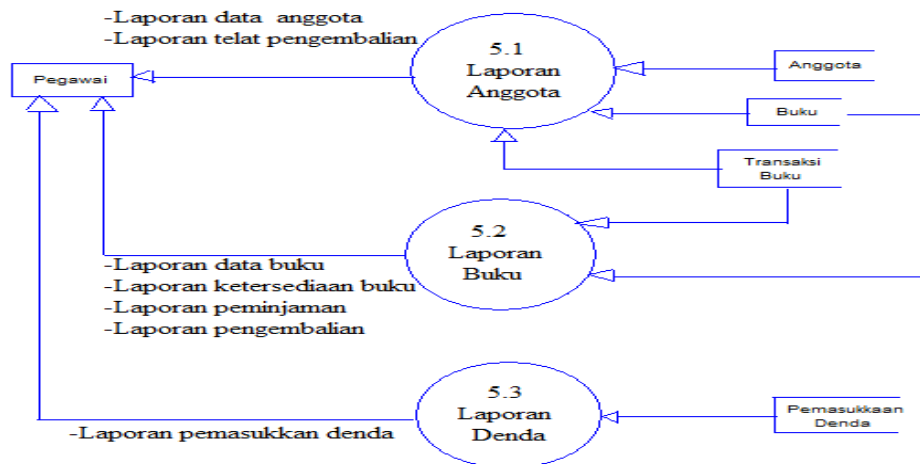 -Laporan data anggota
-Laporan telat pengembalian
5.1
Laporan
Anggota
Anggota
Pegawai
Buku
Transaksi
Buku
5.2
Laporan
Buku
-Laporan data buku
-Laporan ketersediaan buku
-Laporan peminjaman
-Laporan pengembalian
5.3
Laporan
Denda
Pemasukkaan
Denda
-Laporan pemasukkan denda